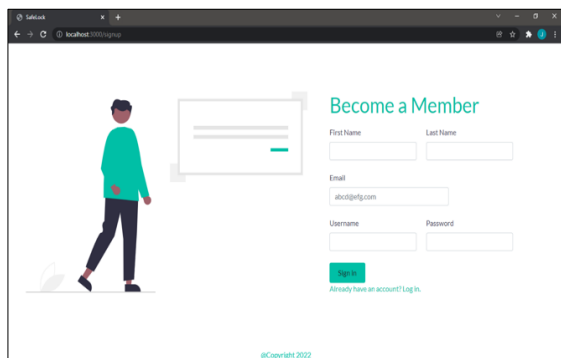 SafeLock
localhost:3000/signup
J
Become a Member
First Name Last Name
Email
abcd@efg.com
Username Password
Sign in
Already have an account? Log in.
@Copyright 2022